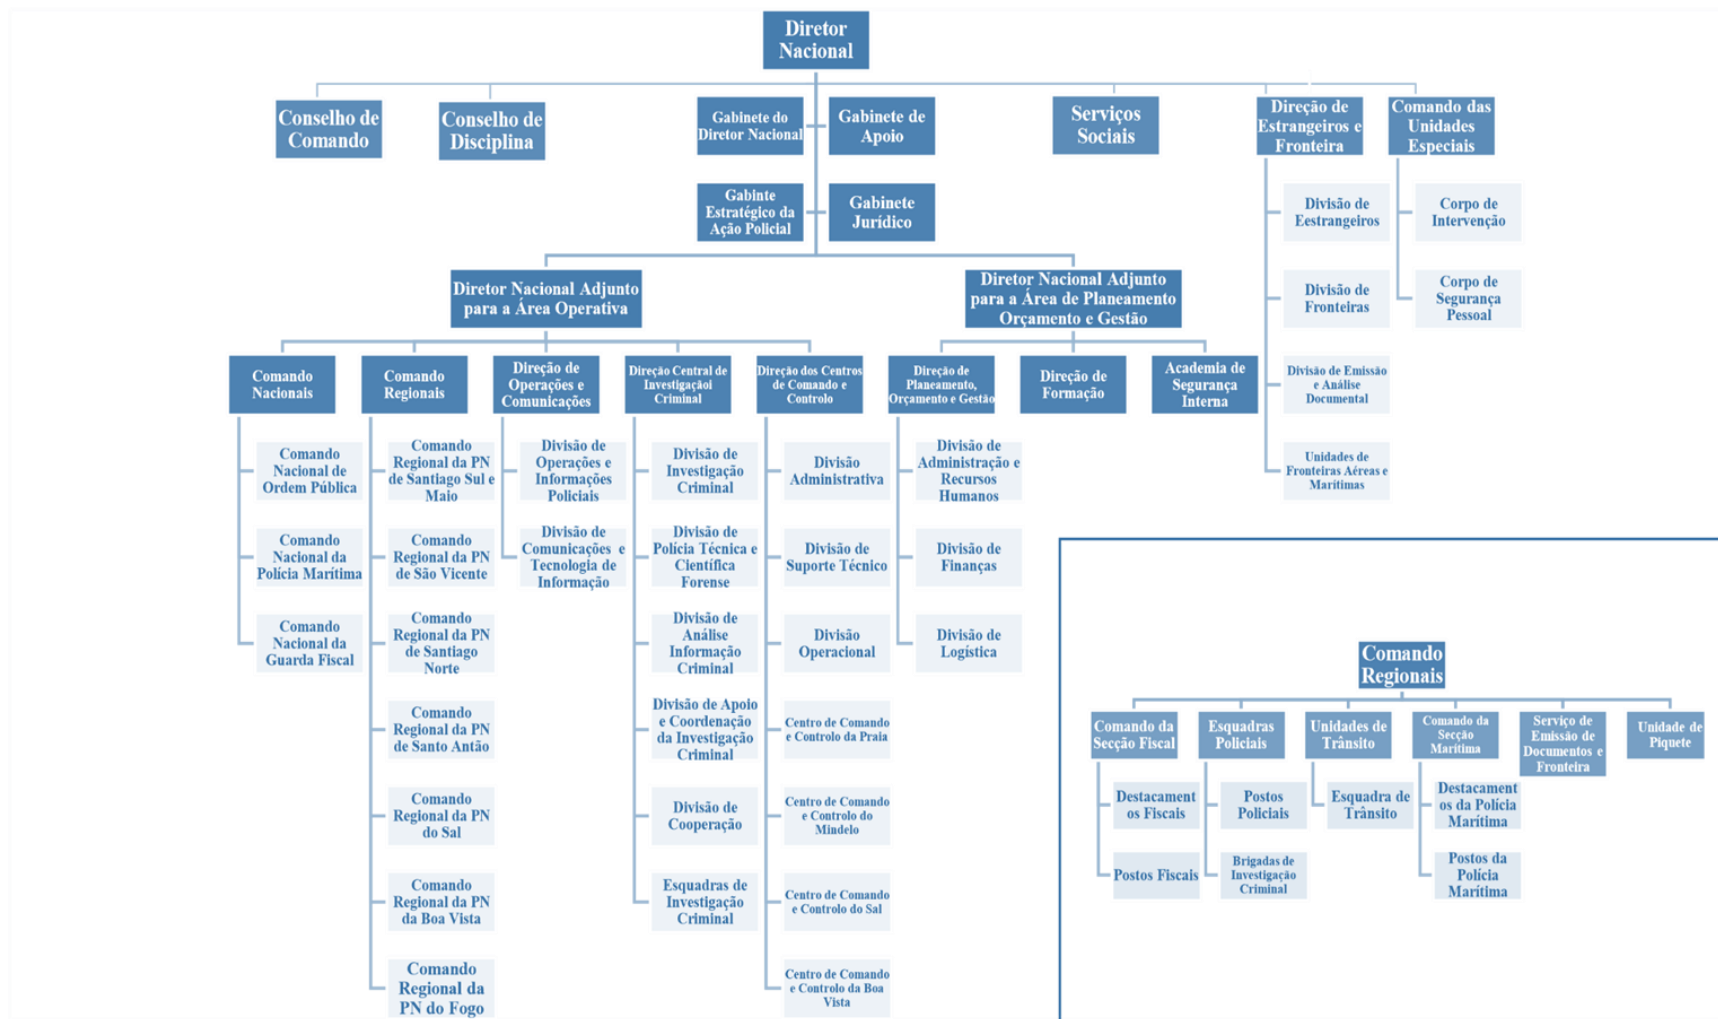 Diretor
Nacional
Conselho de
Comando
Conselho de
Disciplina
Gabinete do
Diretor Nacional
Gabinete de
Apoio
Serviços
Sociais
Direção de
Estrangeiros e
Fronteira
Comando das
Unidades
Especiais
Gabinte
Estratégico da
Ação Policial
Gabinete
Jurídico
Divisão de
Eestrangeiros
Corpo de
Intervenção
Divisão de
Fronteiras
Corpo de
Segurança
Pessoal
Divisão de Emissão
e Análise
Documental
Unidades de
Fronteiras Aéreas e
Marítimas
Diretor Nacional Adjunto
para a Área Operativa
Diretor Nacional Adjunto
para a Área de Planeamento
Orçamento e Gestão
Comando
Nacionais
Comando
Regionais
Direção de
Operações e
Comunicações
Direção Central de
Investigaçãoi
Criminal
Direção dos Centros
de Comando e
Controlo
Direção de
Planeamento,
Orçamento e Gestão
Direção de
Formação
Academia de
Segurança
Interna
Comando
Nacional de
Ordem Pública
Comando
Nacional da
Polícia Marítima
Comando
Nacional da
Guarda Fiscal
Comando
Regional da PN
de Santiago Sul e
Maio
Comando
Regional da PN
de São Vicente
Comando
Regional da PN
de Santiago
Norte
Comando
Regional da PN
de Santo Antão
Comando
Regional da PN
do Sal
Comando
Regional da PN
da Boa Vista
Comando
Regional da
PN do Fogo
Divisão de
Operações e
Informações
Policiais
Divisão de
Comunicações e
Tecnologia de
Informação
Divisão de
Investigação
Criminal
Divisão de
Polícia Técnica e
Científica
Forense
Divisão de
Análise
Informação
Criminal
Divisão de Apoio
e Coordenação
da Investigação
Criminal
Divisão de
Cooperação
Esquadras de
Investigação
Criminal
Divisão
Administrativa
Divisão de
Suporte Técnico
Divisão
Operacional
Centro de Comando
e Controlo da Praia
Centro de Comando
e Controlo do
Mindelo
Centro de Comando
e Controlo do Sal
Centro de Comando
e Controlo da Boa
Vista
Divisão de
Administração e
Recursos
Humanos
Divisão de
Finanças
Divisão de
Logística
Comando
Regionais
Comando da
Secção Fiscal
Esquadras
Policiais
Unidades de
Trânsito
Comando da
Secção
Marítima
Serviço de
Emissão de
Documentos e
Fronteira
Unidade de
Piquete
Destacament
os Fiscais
Postos Fiscais
Postos
Policiais
Brigadas de
Investigação
Criminal
Esquadra de
Trânsito
Destacament
os da Polícia
Marítima
Postos da
Polícia
Marítima